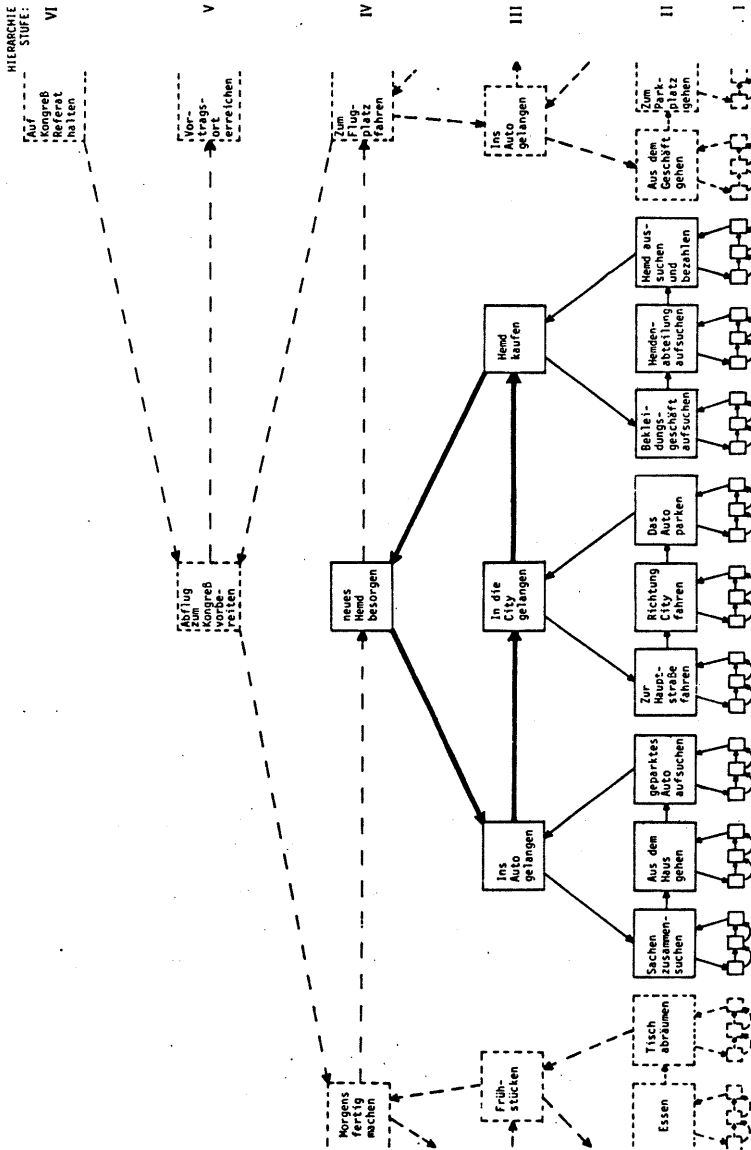 HIERARCHIE
STUFE:
VI
V
IV
III
II
I
Auf
Kongreß
Referat
halten
Abflug
zum
Kongreß
vorbe-
reiten
Vor-
trags-
ort
erreichen
Morgens
fertig
machen
neues
Hemd
besorgen
Zum
Flug-
platz
fahren
Früh-
stücken
Ins
Auto
gelangen
In die
City
gelangen
Hemd
kaufen
Ins
Auto
gelangen
Essen
Tisch
abräumen
Sachen
zusammen-
suchen
Aus dem
Haus
gehen
geparktes
Auto
aufsuchen
Zur
Haupt-
straße
fahren
Richtung
City
fahren
Das
Auto
parken
Beklei-
dungs-
geschäft
aufsuchen
Hemden-
abteilung
aufsuchen
Hemd aus-
suchen
und
bezahlen
Aus dem
Geschäft
gehen
Zum
Park-
platz
gehen